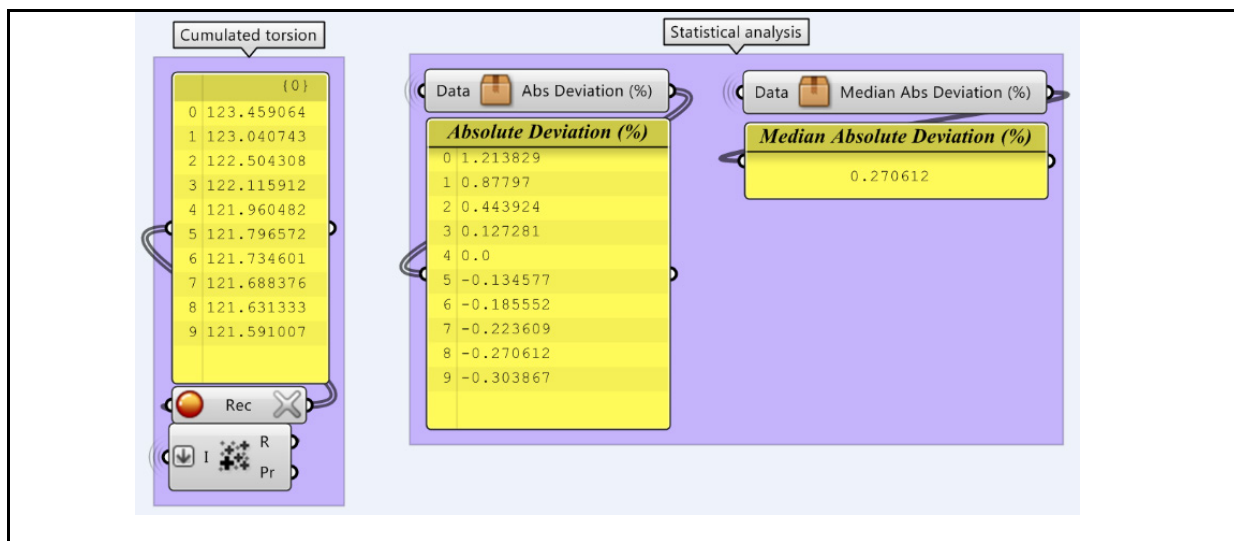 Cumulated torsion
{0}
0 123.459064
1 123.040743
2 122.504308
3 122.115912
4 121.960482
5 121.796572
6 121.734601
7 121.688376
8 121.631333
9 121.591007
Rec
I R
Pr
Statistical analysis
Data Abs Deviation (%)
Absolute Deviation (%)
0 1.213829
1 0.87797
2 0.443924
3 0.127281
4 0.0
5 -0.134577
6 -0.185552
7 -0.223609
8 -0.270612
9 -0.303867
Data Median Abs Deviation (%)
Median Absolute Deviation (%)
0.270612